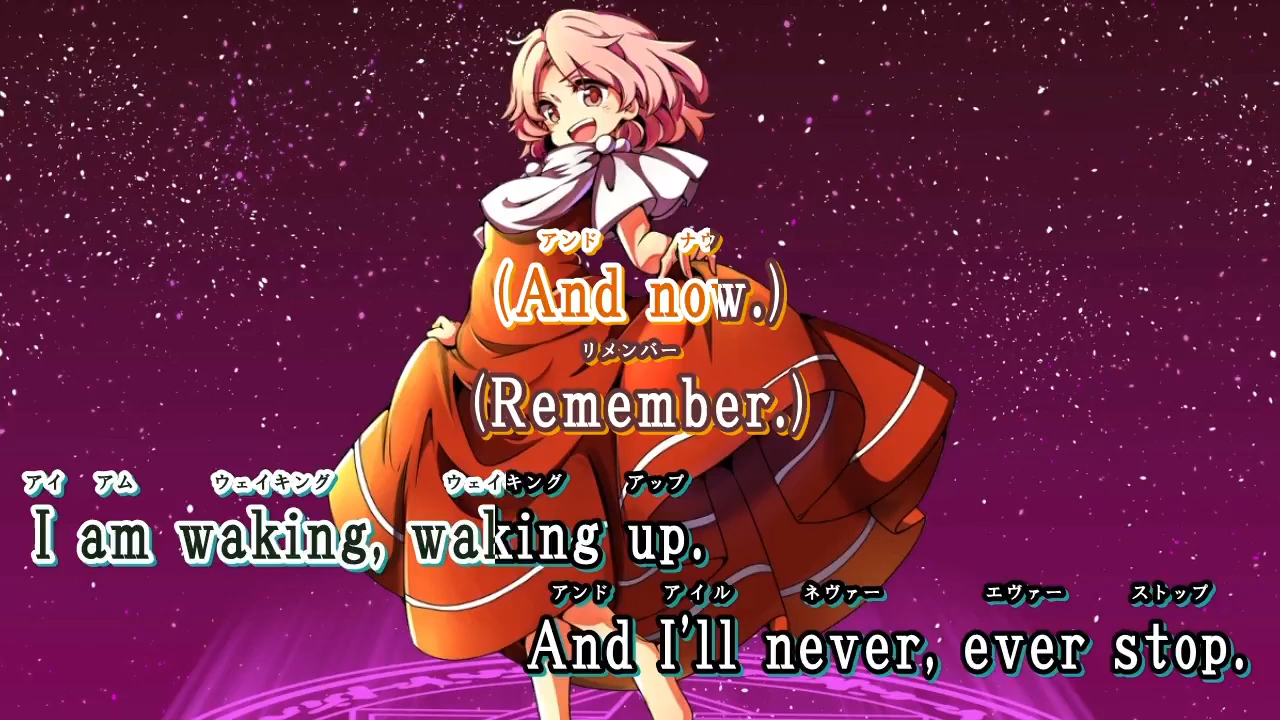 アンド ナウ
(And now.)
リメンバー
(Remember.)
アイ アム ウェイキング ウェイキング アップ
I am waking, waking up.
アンド アイル ネヴァー エヴァー ストップ
And I'll never, ever stop.